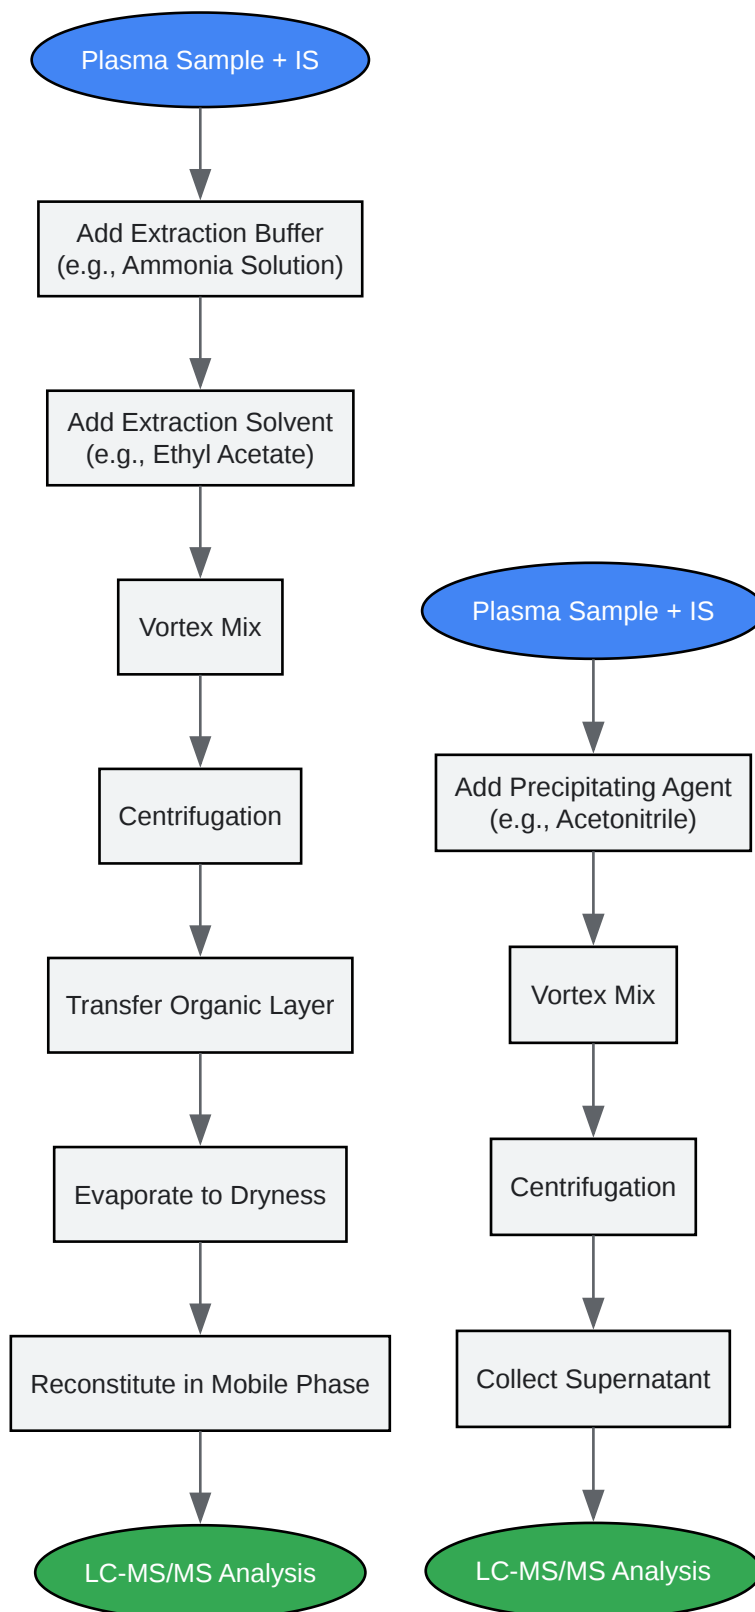 Plasma Sample + IS
Add Extraction Buffer
(e.g., Ammonia Solution)
Add Extraction Solvent
(e.g., Ethyl Acetate)
Vortex Mix
Centrifugation
Transfer Organic Layer
Evaporate to Dryness
Reconstitute in Mobile Phase
LC-MS/MS Analysis
Plasma Sample + IS
Add Precipitating Agent
(e.g., Acetonitrile)
Vortex Mix
Centrifugation
Collect Supernatant
LC-MS/MS Analysis